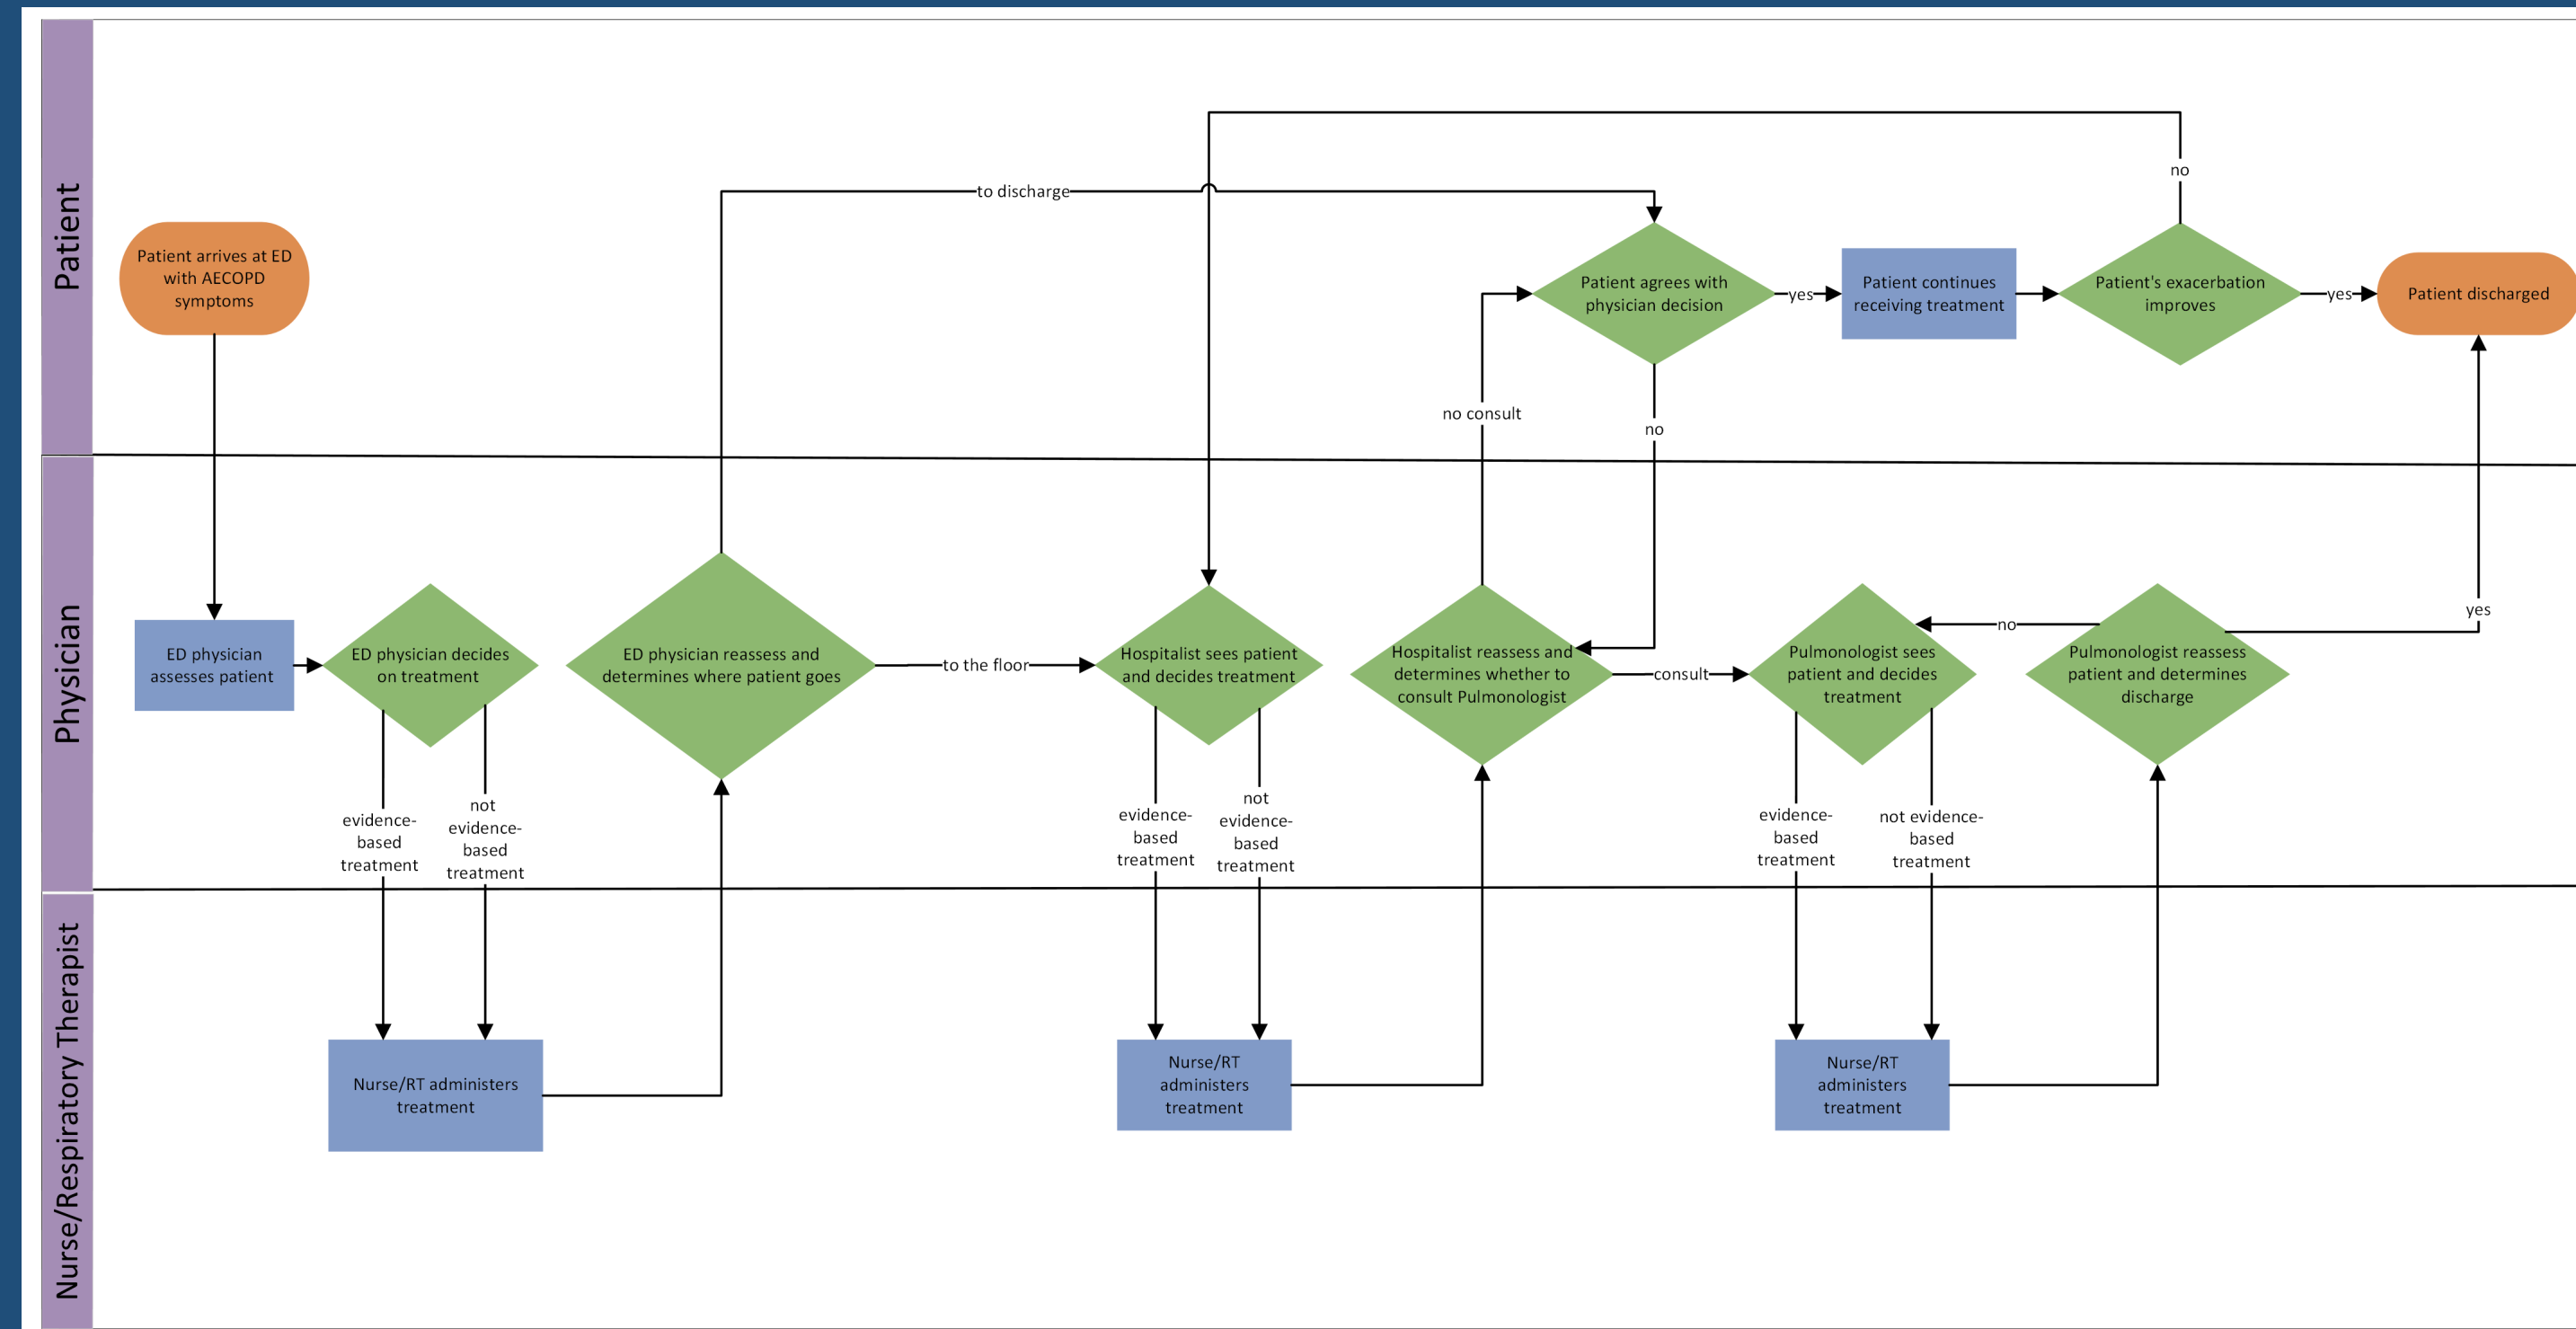 Patient
to discharge
no
Patient arrives at ED
with AECOPD
symptoms
Patient agrees with
physician decision
yes
Patient continues
receiving treatment
Patient's exacerbation
improves
yes
Patient discharged
no consult
no
Physician
ED physician
assesses patient
ED physician decides
on treatment
ED physician reassess and
determines where patient goes
to the floor
Hospitalist sees patient
and decides treatment
Hospitalist reassess and
determines whether to
consult Pulmonologist
consult
Pulmonologist sees
patient and decides
treatment
no
Pulmonologist reassess
patient and determines
discharge
yes
evidence-
based
treatment
not
evidence-
based
treatment
evidence-
based
treatment
not
evidence-
based
treatment
evidence-
based
treatment
not evidence-
based
treatment
Nurse/Respiratory Therapist
Nurse/RT administers
treatment
Nurse/RT
administers
treatment
Nurse/RT
administers
treatment